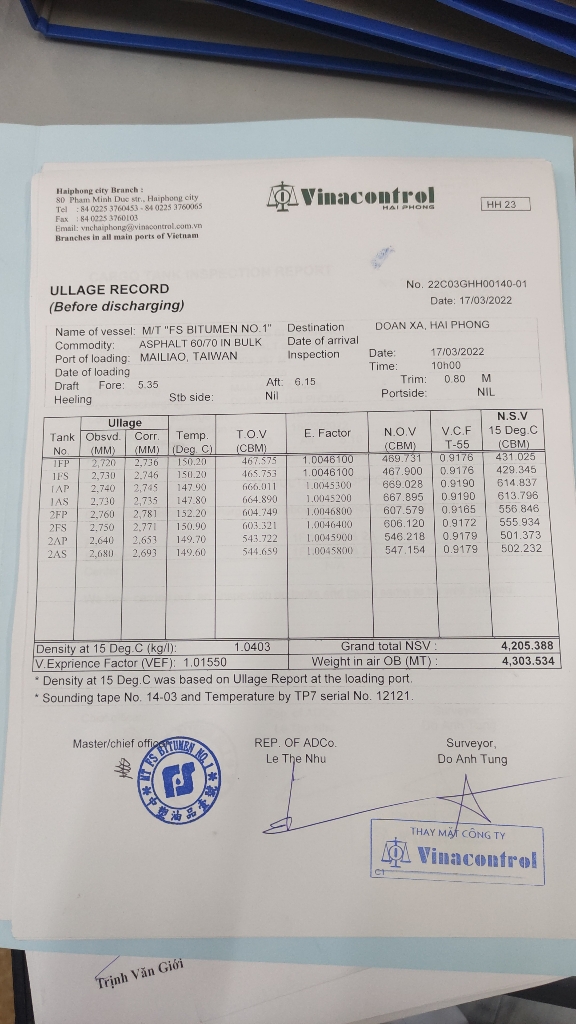 Haiphong city Branch :
80 Pham Minh Duc str., Haiphong city
Tel : 84 0225 3760453 - 84 0225 3760065
Fax : 84 0225 3760103
Email: vnchaiphong@vinacontrol.com.vn
Branches in all main ports of Vietnam
Vinacontrol
HAI PHONG
HH 23
ULLAGE RECORD
(Before discharging)
No. 22C03GHH00140-01
Date: 17/03/2022
Name of vessel: M/T "FS BITUMEN NO.1" Destination DOAN XA, HAI PHONG
Commodity: ASPHALT 60/70 IN BULK Date of arrival
Port of loading: MAILIAO, TAIWAN Inspection Date: 17/03/2022
Date of loading Time: 10h00
Draft Fore: 5.35 Aft: 6.15 Trim: 0.80 M
Heeling Stb side: Nil Portside: NIL
Ullage N.S.V
Tank Obsvd. Corr. Temp. T.O.V E. Factor N.O.V V.C.F 15 Deg.C
No. (MM) (MM) (Deg. C) (CBM) (CBM) T-55 (CBM)
1FP 2,720 2,736 150.20 467.575 1.0046100 469.731 0.9176 431.025
1FS 2,730 2,746 150.20 465.753 1.0046100 467.900 0.9176 429.345
1AP 2,740 2,745 147.90 666.011 1.0045300 669.028 0.9190 614.837
1AS 2,730 2,735 147.80 664.890 1.0045200 667.895 0.9190 613.796
2FP 2,760 2,781 152.20 604.749 1.0046800 607.579 0.9165 556.846
2FS 2,750 2,771 150.90 603.321 1.0046400 606.120 0.9172 555.934
2AP 2,640 2,653 149.70 543.722 1.0045900 546.218 0.9179 501.373
2AS 2,680 2,693 149.60 544.659 1.0045800 547.154 0.9179 502.232
Density at 15 Deg.C (kg/l): 1.0403 Grand total NSV : 4,205.388
V.Exprience Factor (VEF): 1.01550 Weight in air OB (MT) : 4,303.534
* Density at 15 Deg.C was based on Ullage Report at the loading port.
* Sounding tape No. 14-03 and Temperature by TP7 serial No. 12121.
Master/chief officer REP. OF ADCo. Surveyor,
Le The Nhu Do Anh Tung
MT FS BITUMEN NO. 1
中塑油品壹號
THAY MẶT CÔNG TY
Vinacontrol
C1
Trịnh Văn Giới